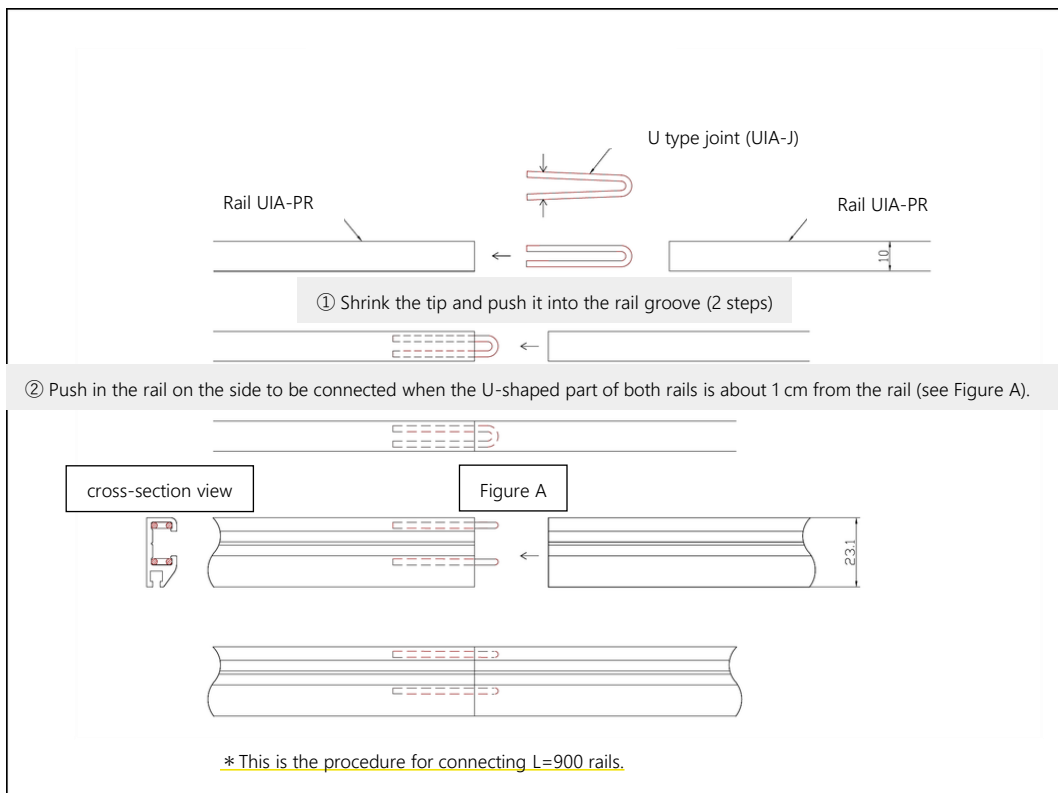 U type joint (UIA-J)
Rail UIA-PR
Rail UIA-PR
10
① Shrink the tip and push it into the rail groove (2 steps)
② Push in the rail on the side to be connected when the U-shaped part of both rails is about 1 cm from the rail (see Figure A).
cross-section view
Figure A
23.1
* This is the procedure for connecting L=900 rails.